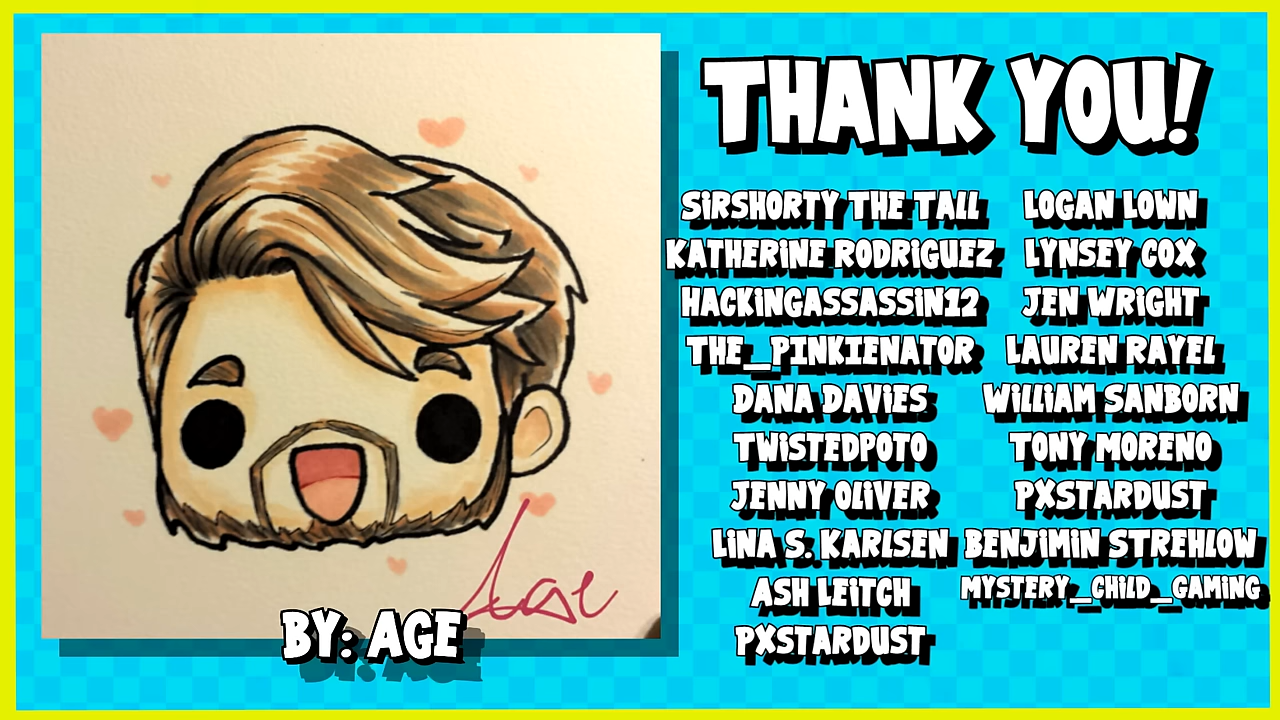 THANK YOU!
SIRSHORTY THE TALL
KATHERINE RODRIGUEZ
HACKINGASSASSIN12
THE_PINKIENATOR
DANA DAVIES
TWISTEDPOTO
JENNY OLIVER
LINA S. KARLSEN
ASH LEITCH
PXSTARDUST
LOGAN LOWN
LYNSEY COX
JEN WRIGHT
LAUREN RAYEL
WILLIAM SANBORN
TONY MORENO
PXSTARDUST
BENJIMIN STREHLOW
MYSTERY_CHILD_GAMING
Age
BY: AGE